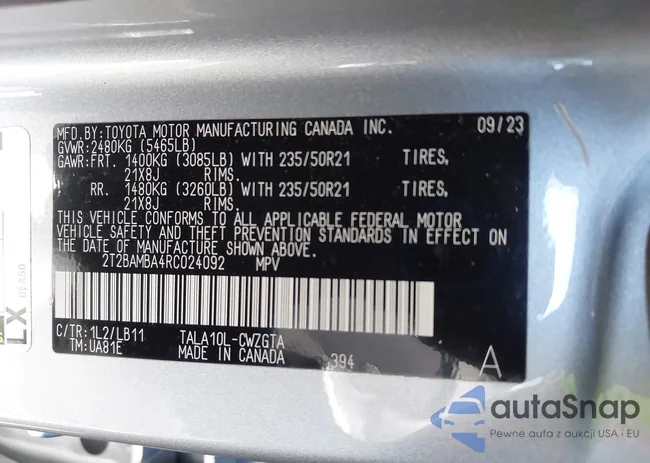 MFD.BY:TOYOTA MOTOR MANUFACTURING CANADA INC. 09/23
GVWR:2480KG (5465LB)
GAWR:FRT. 1400KG (3085LB) WITH 235/50R21 TIRES,
21X8J RIMS.
RR. 1480KG (3260LB) WITH 235/50R21 TIRES,
21X8J RIMS.
THIS VEHICLE CONFORMS TO ALL APPLICABLE FEDERAL MOTOR
VEHICLE SAFETY AND THEFT PREVENTION STANDARDS IN EFFECT ON
THE DATE OF MANUFACTURE SHOWN ABOVE.
2T2BAMBA4RC024092 MPV
C/TR:1L2/LB11 TALA10L-CWZGTA
TM:UA81E MADE IN CANADA 394 A
LX
autaSnap
Pewne auta z aukcji USA i EU